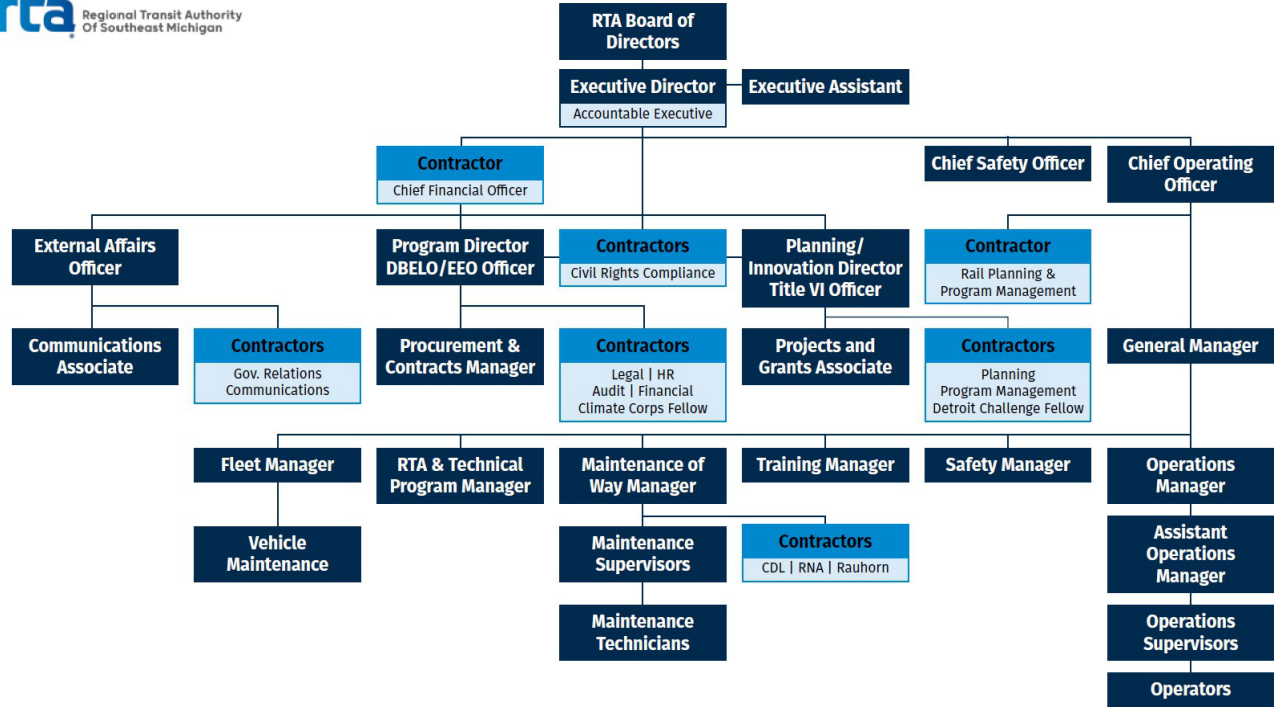 rta Regional Transit Authority
Of Southeast Michigan
RTA Board of
Directors
Executive Director
Accountable Executive
Executive Assistant
Contractor
Chief Financial Officer
Chief Safety Officer
Chief Operating
Officer
External Affairs
Officer
Program Director
DBELO/EEO Officer
Contractors
Civil Rights Compliance
Planning/
Innovation Director
Title VI Officer
Contractor
Rail Planning &
Program Management
Communications
Associate
Contractors
Gov. Relations
Communications
Procurement &
Contracts Manager
Contractors
Legal | HR
Audit | Financial
Climate Corps Fellow
Projects and
Grants Associate
Contractors
Planning
Program Management
Detroit Challenge Fellow
General Manager
Fleet Manager
RTA & Technical
Program Manager
Maintenance of
Way Manager
Training Manager
Safety Manager
Operations
Manager
Vehicle
Maintenance
Maintenance
Supervisors
Contractors
CDL | RNA | Rauhorn
Assistant
Operations
Manager
Maintenance
Technicians
Operations
Supervisors
Operators